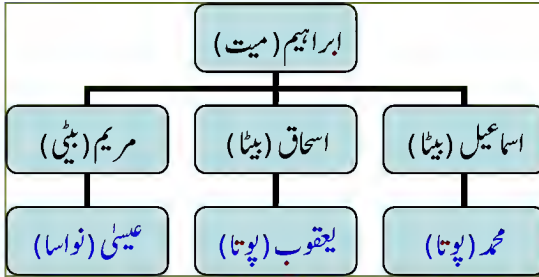 ابراہیم (میت)
اسماعیل (بیٹا)
اسحاق (بیٹا)
مریم (بیٹی)
محمد (پوتا)
یعقوب (پوتا)
عیسیٰ (نواسا)